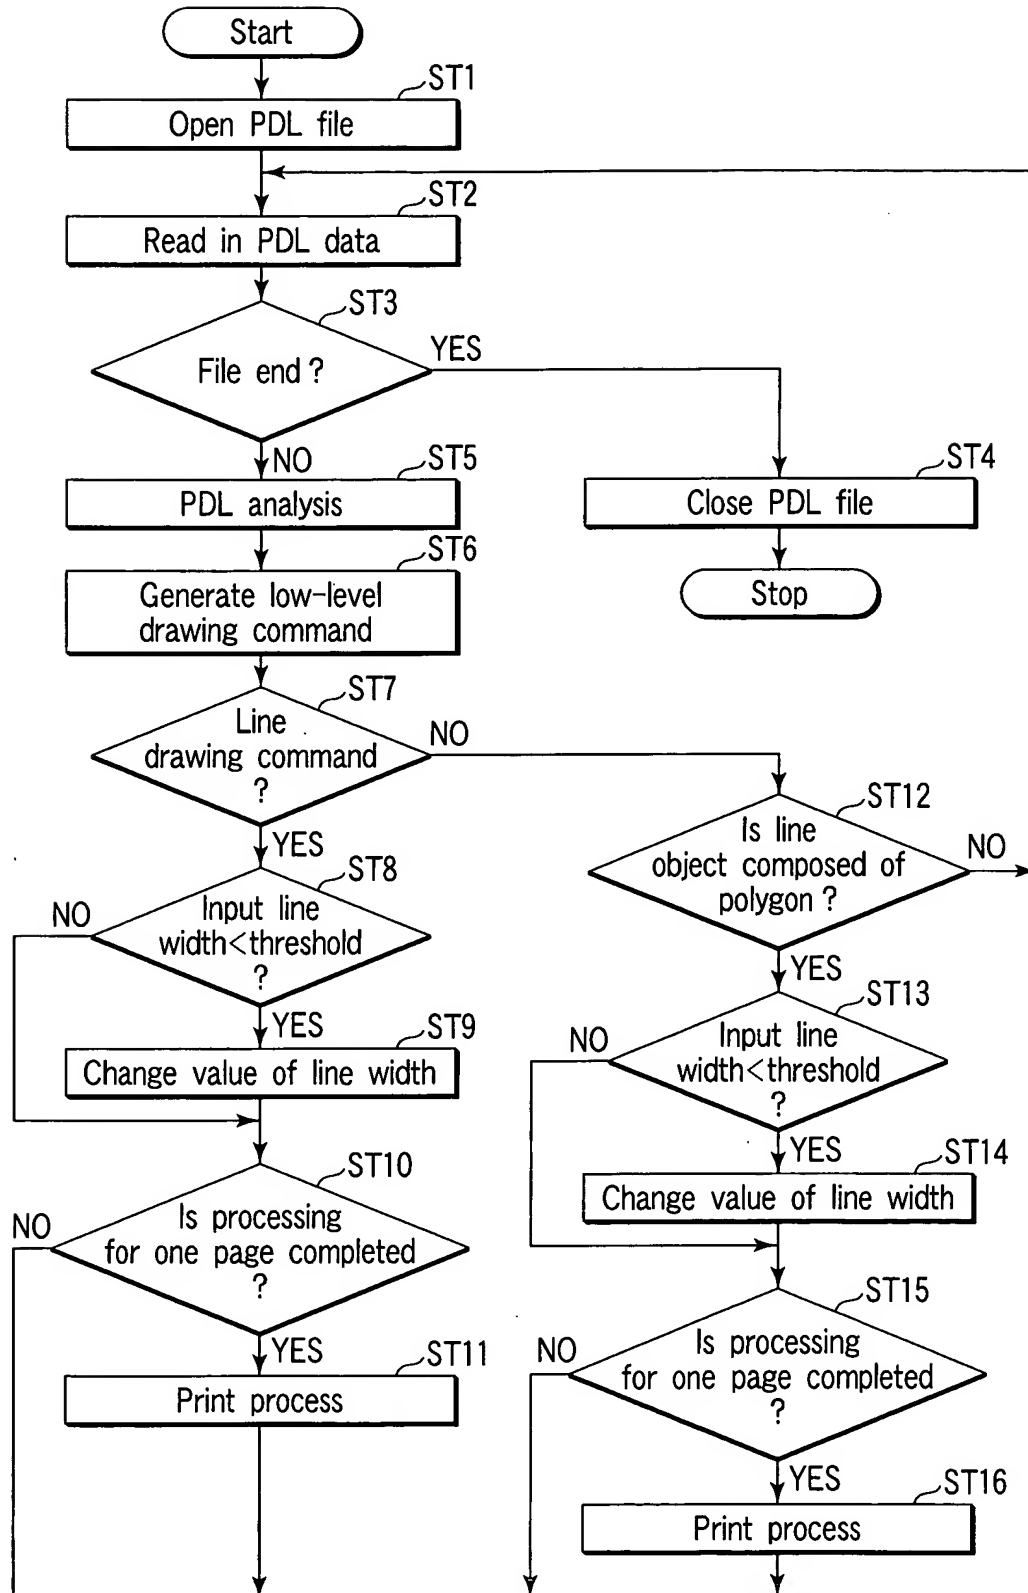 Start
ST1
Open PDL file
ST2
Read in PDL data
ST3
File end ?
YES
NO
ST5
PDL analysis
ST4
Close PDL file
ST6
Generate low-level
drawing command
Stop
ST7
Line
drawing command
?
NO
YES
ST12
Is line
object composed of
polygon ?
NO
YES
ST8
Input line
width<threshold
?
NO
YES
ST9
Change value of line width
ST13
Input line
width<threshold
?
NO
YES
ST14
Change value of line width
ST10
Is processing
for one page completed
?
NO
YES
ST11
Print process
ST15
Is processing
for one page completed
?
NO
YES
ST16
Print process